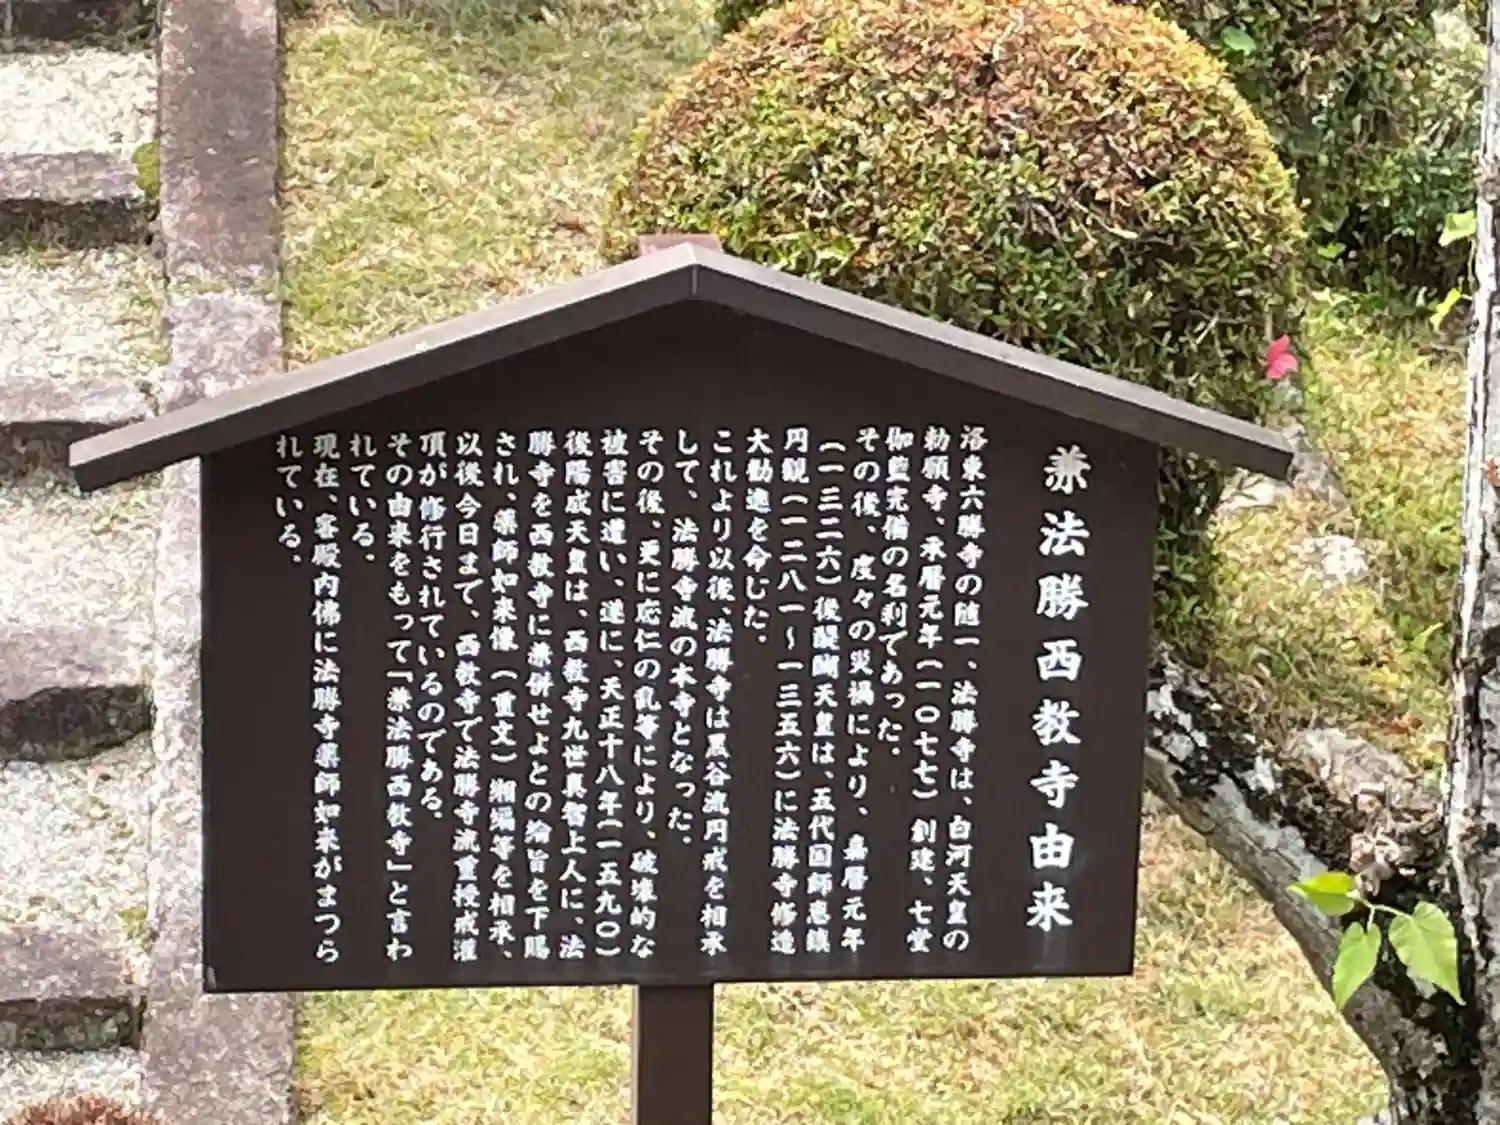 兼法勝西教寺由来
洛東六勝寺の随一、法勝寺は、白河天皇の
勅願寺、承暦元年(一〇七七)創建、七堂
伽藍完備の名刹であった。
その後、度々の災禍により、嘉暦元年
(一三二六)後醍醐天皇は、五代国師恵鎮
円観(一二八一〜一三五六)に法勝寺修造
大勧進を命じた。
これより以後、法勝寺は黒谷流円戒を相承
して、法勝寺流の本寺となった。
その後、更に応仁の乱等により、破壊的な
被害に遭い、遂に、天正十八年(一五九〇)
後陽成天皇は、西教寺九世真智上人に、法
勝寺を西教寺に兼併せよとの綸旨を下賜
され、薬師如来像(重文)湘編等を相承、
以後今日まで、西教寺で法勝寺流重授戒灌
頂が修行されているのである。
その由来をもって「兼法勝西教寺」と言わ
れている。
現在、客殿内佛に法勝寺薬師如来がまつら
れている。